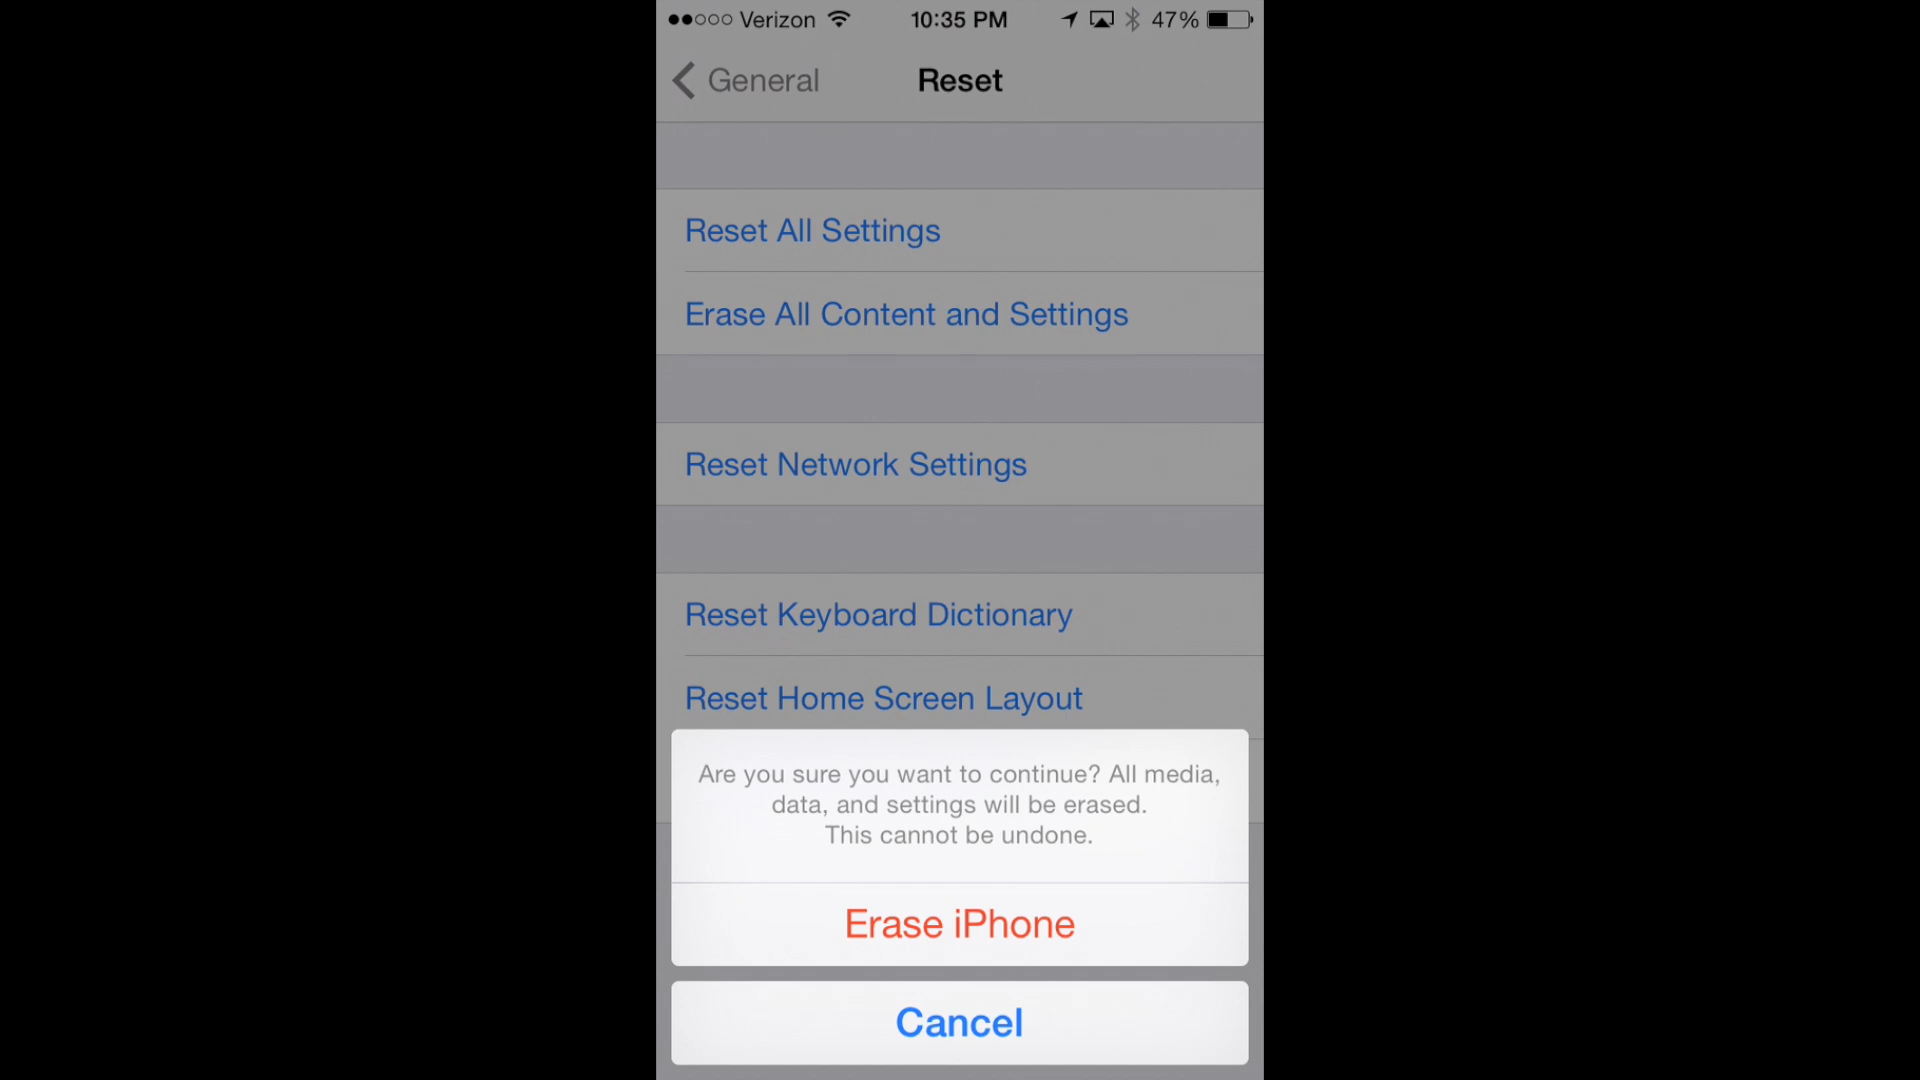 Verizon 10:35 PM 47%
General Reset
Reset All Settings
Erase All Content and Settings
Reset Network Settings
Reset Keyboard Dictionary
Reset Home Screen Layout
Are you sure you want to continue? All media,
data, and settings will be erased.
This cannot be undone.
Erase iPhone
Cancel